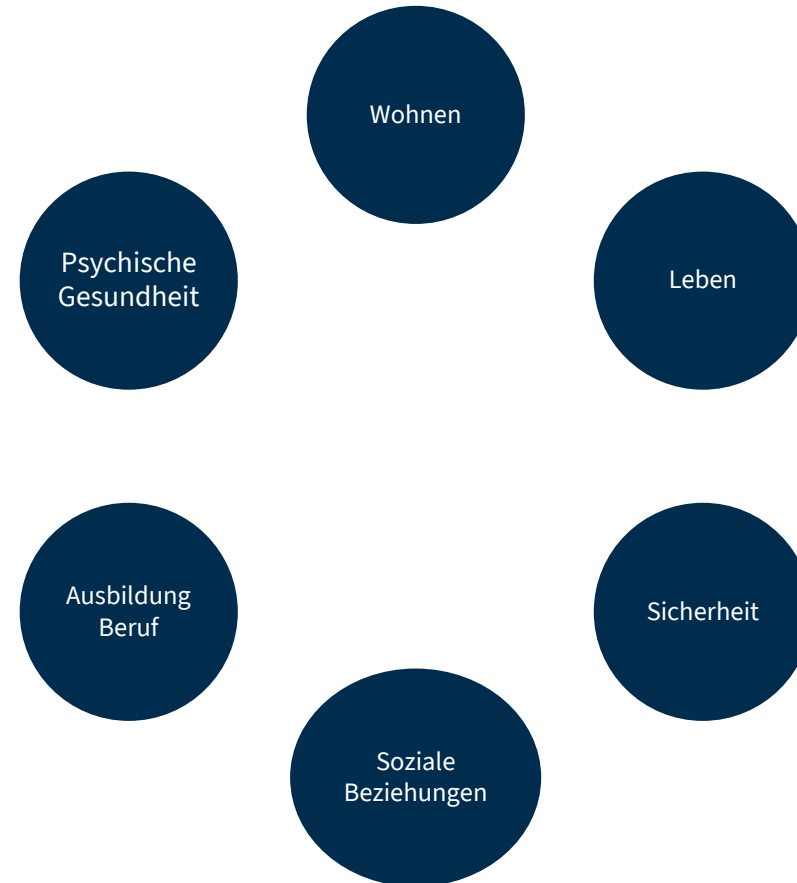 Wohnen
Psychische
Gesundheit
Leben
Ausbildung
Beruf
Sicherheit
Soziale
Beziehungen